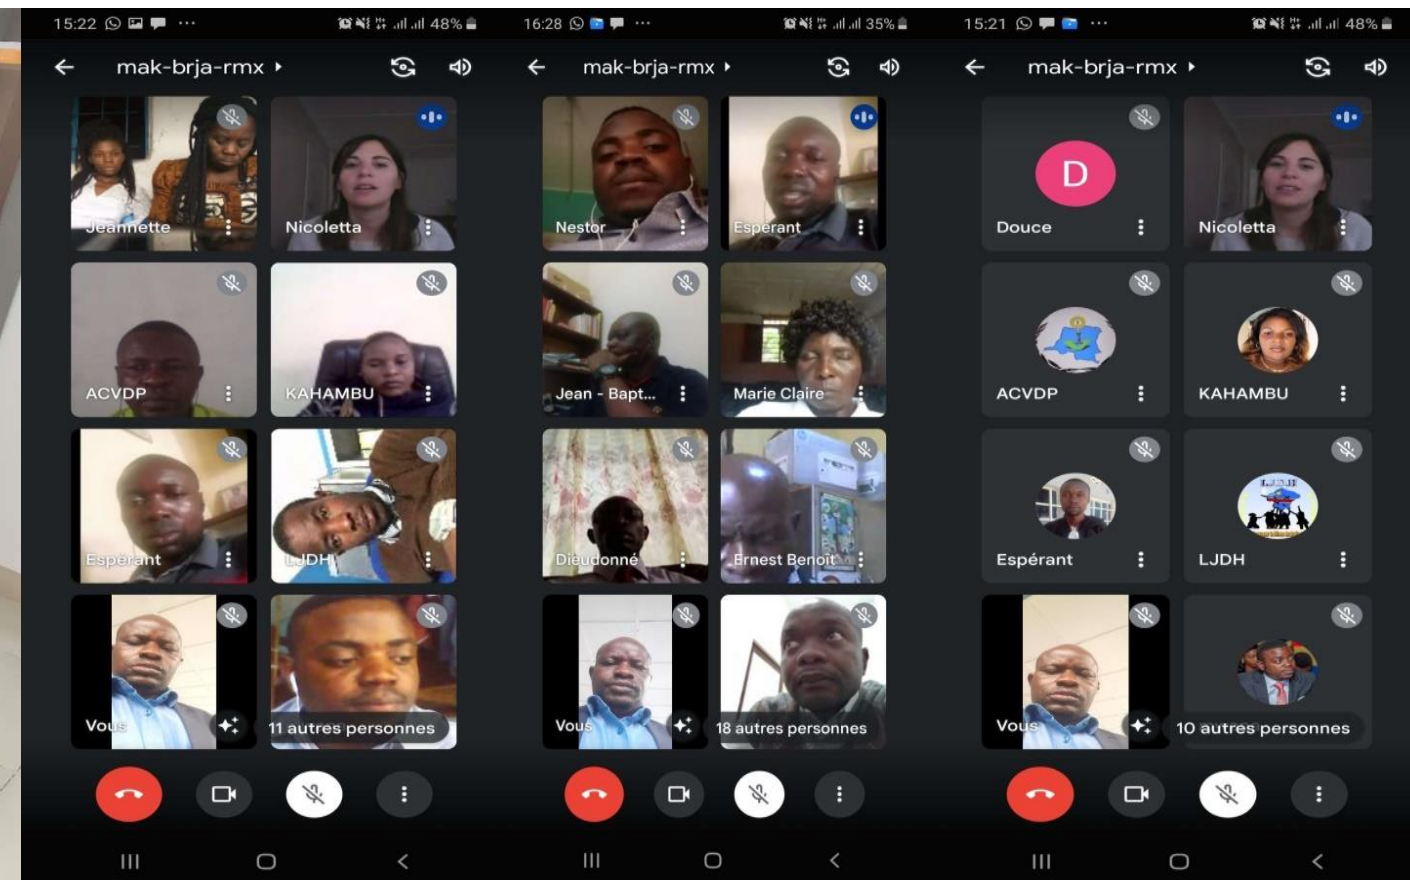 15:22
48%
mak-brja-rmx
Jeannette
Nicoletta
ACVDP
KAHAMBU
Espérant
LJDH
Vous
11 autres personnes
16:28
35%
mak-brja-rmx
Nestor
Espérant
Jean - Bapt...
Marie Claire
Dieudonné
Ernest Benoit
Vous
18 autres personnes
15:21
48%
mak-brja-rmx
D
Douce
Nicoletta
ACVDP
KAHAMBU
Espérant
LJDH
Vous
10 autres personnes